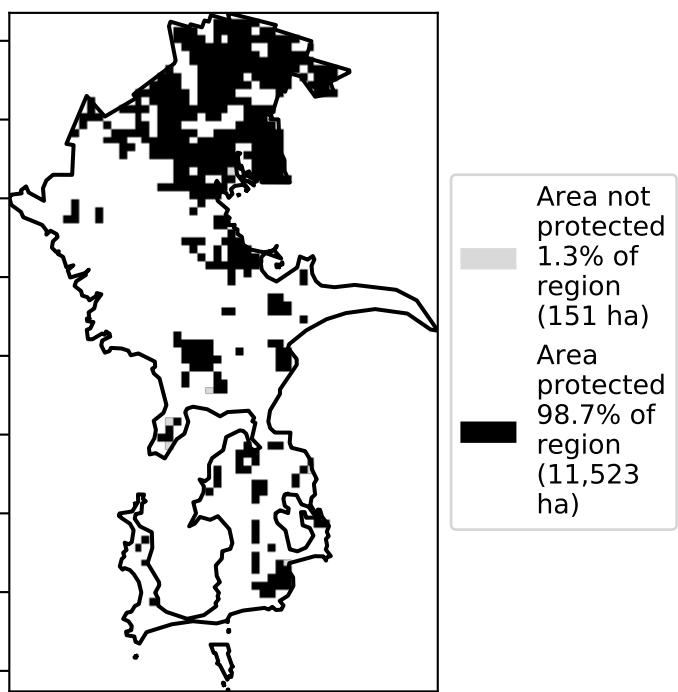 Area not
protected
1.3% of
region
(151 ha)
Area
protected
98.7% of
region
(11,523
ha)